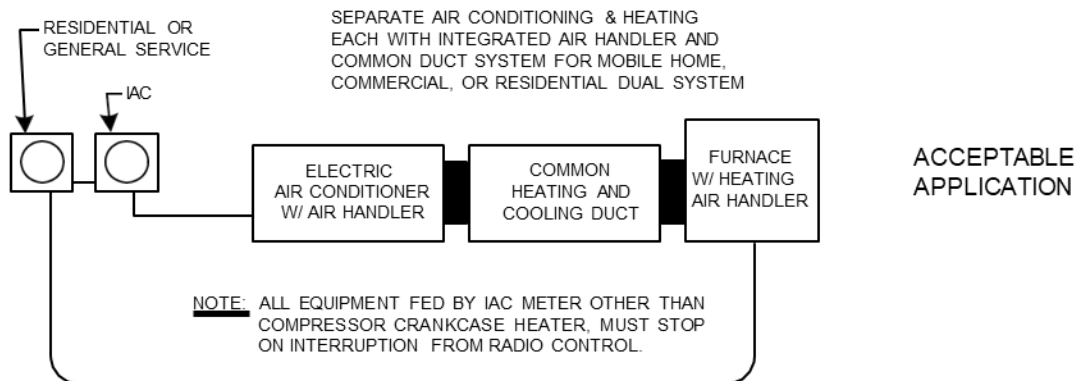 RESIDENTIAL OR
GENERAL SERVICE
IAC
SEPARATE AIR CONDITIONING & HEATING
EACH WITH INTEGRATED AIR HANDLER AND
COMMON DUCT SYSTEM FOR MOBILE HOME,
COMMERCIAL, OR RESIDENTIAL DUAL SYSTEM
ELECTRIC
AIR CONDITIONER
W/ AIR HANDLER
COMMON
HEATING AND
COOLING DUCT
FURNACE
W/ HEATING
AIR HANDLER
ACCEPTABLE
APPLICATION
NOTE: ALL EQUIPMENT FED BY IAC METER OTHER THAN
COMPRESSOR CRANKCASE HEATER, MUST STOP
ON INTERRUPTION FROM RADIO CONTROL.